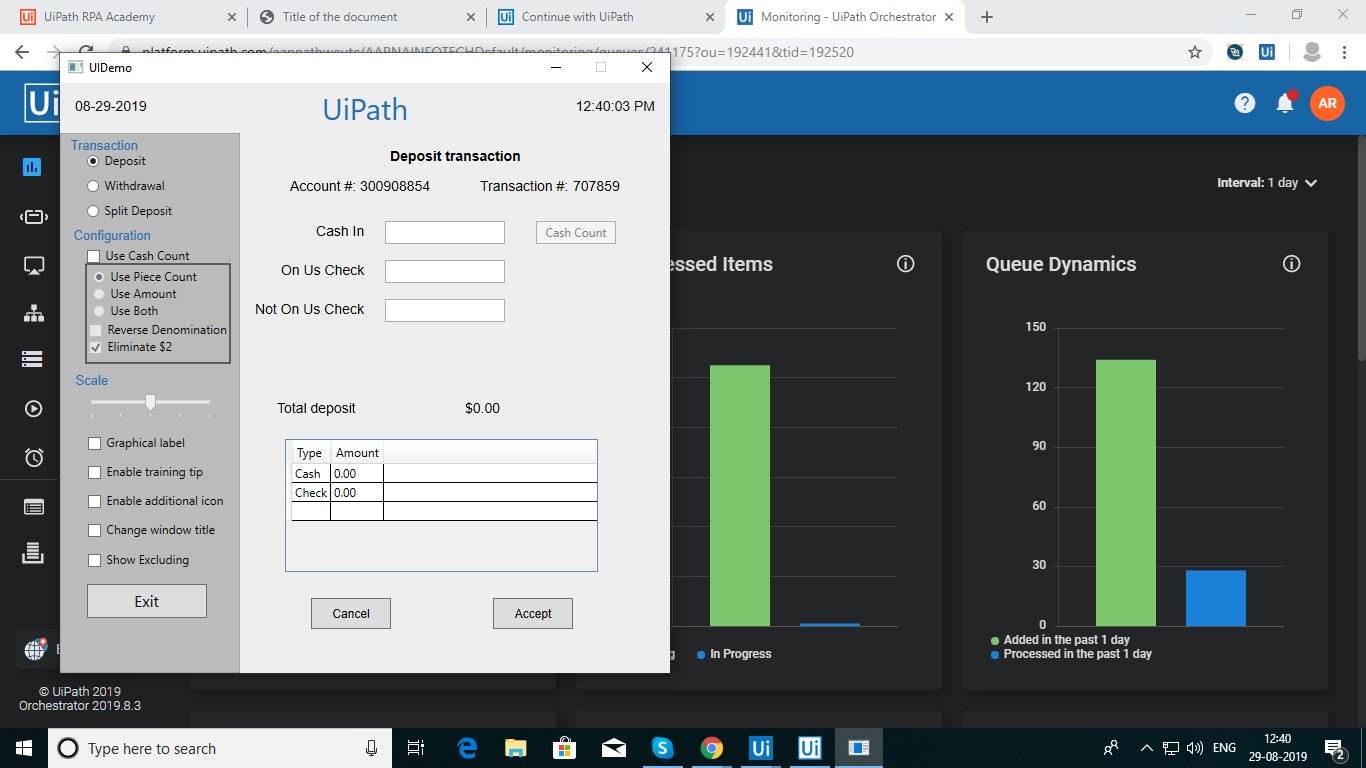 UiPath RPA Academy
Title of the document
Continue with UiPath
Monitoring - UiPath Orchestrator
platform.uipath.com/aappathweuts/AARNAINFOTECHDefault/monitoring/queues/241175?ou=192441&tid=192520
UIDemo
08-29-2019
UiPath
12:40:03 PM
Ui
AR
Transaction
Deposit
Withdrawal
Split Deposit
Configuration
Use Cash Count
Use Piece Count
Use Amount
Use Both
Reverse Denomination
Eliminate $2
Scale
Graphical label
Enable training tip
Enable additional icon
Change window title
Show Excluding
Exit
Deposit transaction
Account #: 300908854 Transaction #: 707859
Cash In
Cash Count
On Us Check
Not On Us Check
Total deposit $0.00
Type Amount
Cash 0.00
Check 0.00
Cancel
Accept
Interval: 1 day
essed Items
In Progress
Queue Dynamics
150
120
90
60
30
0
Added in the past 1 day
Processed in the past 1 day
© UiPath 2019
Orchestrator 2019.8.3
Type here to search
ENG
12:40
29-08-2019
2